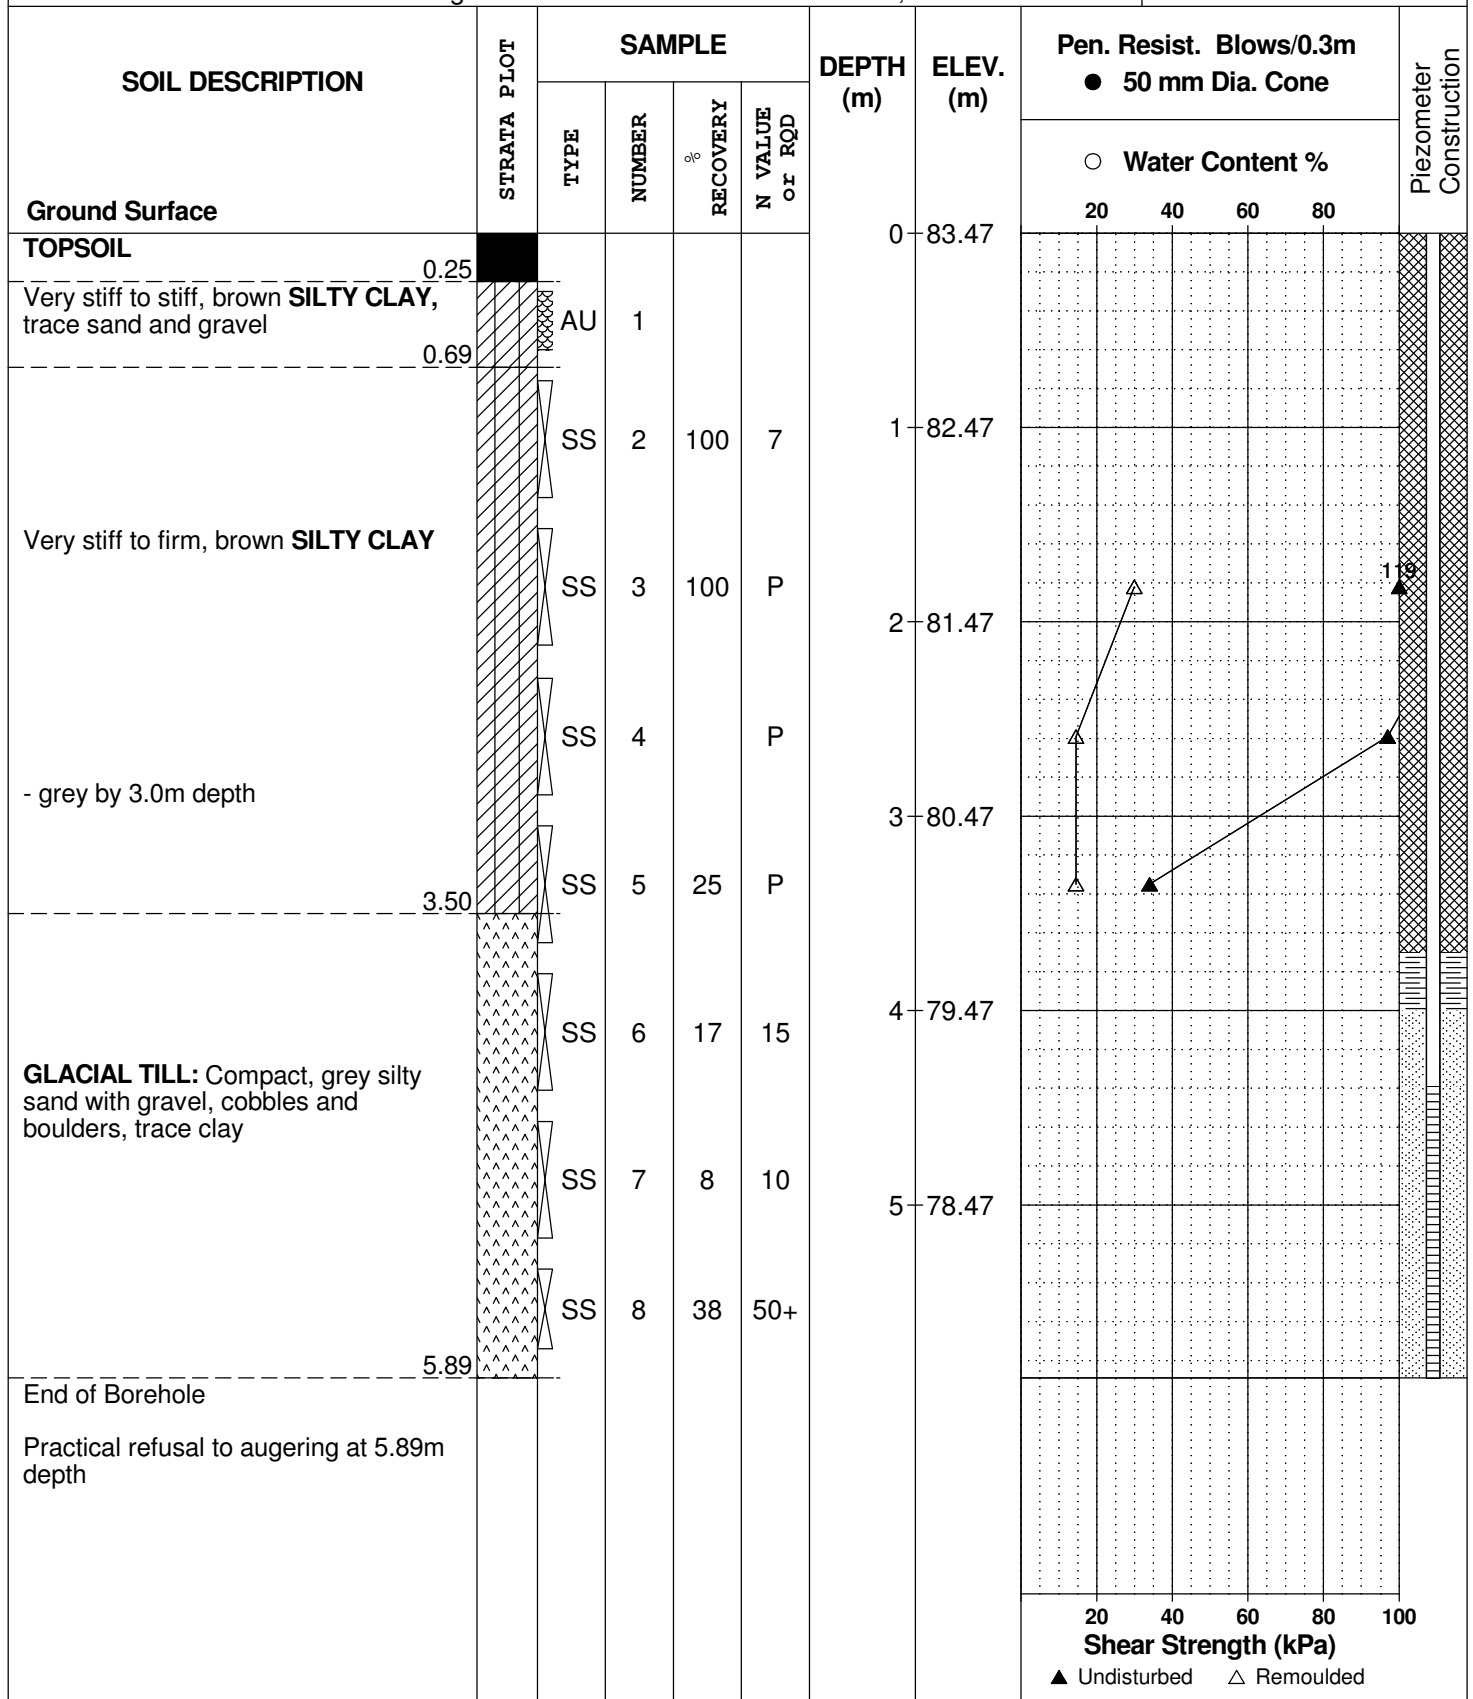 SOIL DESCRIPTION
STRATA PLOT
SAMPLE
TYPE
NUMBER
% RECOVERY
N VALUE or RQD
DEPTH (m)
ELEV. (m)
Pen. Resist. Blows/0.3m
● 50 mm Dia. Cone
○ Water Content %
20 40 60 80
Piezometer Construction
Ground Surface
0 83.47
TOPSOIL
0.25
Very stiff to stiff, brown SILTY CLAY,
trace sand and gravel
AU 1
0.69
SS 2 100 7
1 82.47
Very stiff to firm, brown SILTY CLAY
119
SS 3 100 P
2 81.47
SS 4 P
- grey by 3.0m depth
3 80.47
SS 5 25 P
3.50
4 79.47
SS 6 17 15
GLACIAL TILL: Compact, grey silty
sand with gravel, cobbles and
boulders, trace clay
SS 7 8 10
5 78.47
SS 8 38 50+
5.89
End of Borehole
Practical refusal to augering at 5.89m
depth
20 40 60 80 100
Shear Strength (kPa)
▲ Undisturbed △ Remoulded